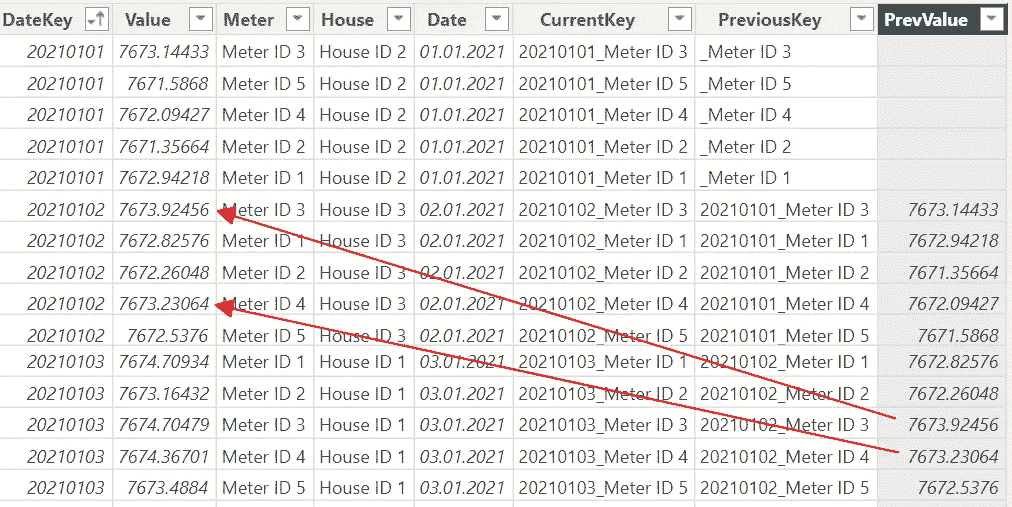 DateKey Value Meter House Date CurrentKey PreviousKey PrevValue
20210101 7673.14433 Meter ID 3 House ID 2 01.01.2021 20210101_Meter ID 3 _Meter ID 3
20210101 7671.5868 Meter ID 5 House ID 2 01.01.2021 20210101_Meter ID 5 _Meter ID 5
20210101 7672.09427 Meter ID 4 House ID 2 01.01.2021 20210101_Meter ID 4 _Meter ID 4
20210101 7671.35664 Meter ID 2 House ID 2 01.01.2021 20210101_Meter ID 2 _Meter ID 2
20210101 7672.94218 Meter ID 1 House ID 2 01.01.2021 20210101_Meter ID 1 _Meter ID 1
20210102 7673.92456 Meter ID 3 House ID 3 02.01.2021 20210102_Meter ID 3 20210101_Meter ID 3 7673.14433
20210102 7672.82576 Meter ID 1 House ID 3 02.01.2021 20210102_Meter ID 1 20210101_Meter ID 1 7672.94218
20210102 7672.26048 Meter ID 2 House ID 3 02.01.2021 20210102_Meter ID 2 20210101_Meter ID 2 7671.35664
20210102 7673.23064 Meter ID 4 House ID 3 02.01.2021 20210102_Meter ID 4 20210101_Meter ID 4 7672.09427
20210102 7672.5376 Meter ID 5 House ID 3 02.01.2021 20210102_Meter ID 5 20210101_Meter ID 5 7671.5868
20210103 7674.70934 Meter ID 1 House ID 1 03.01.2021 20210103_Meter ID 1 20210102_Meter ID 1 7672.82576
20210103 7673.16432 Meter ID 2 House ID 1 03.01.2021 20210103_Meter ID 2 20210102_Meter ID 2 7672.26048
20210103 7674.70479 Meter ID 3 House ID 1 03.01.2021 20210103_Meter ID 3 20210102_Meter ID 3 7673.92456
20210103 7674.36701 Meter ID 4 House ID 1 03.01.2021 20210103_Meter ID 4 20210102_Meter ID 4 7673.23064
20210103 7673.4884 Meter ID 5 House ID 1 03.01.2021 20210103_Meter ID 5 20210102_Meter ID 5 7672.5376